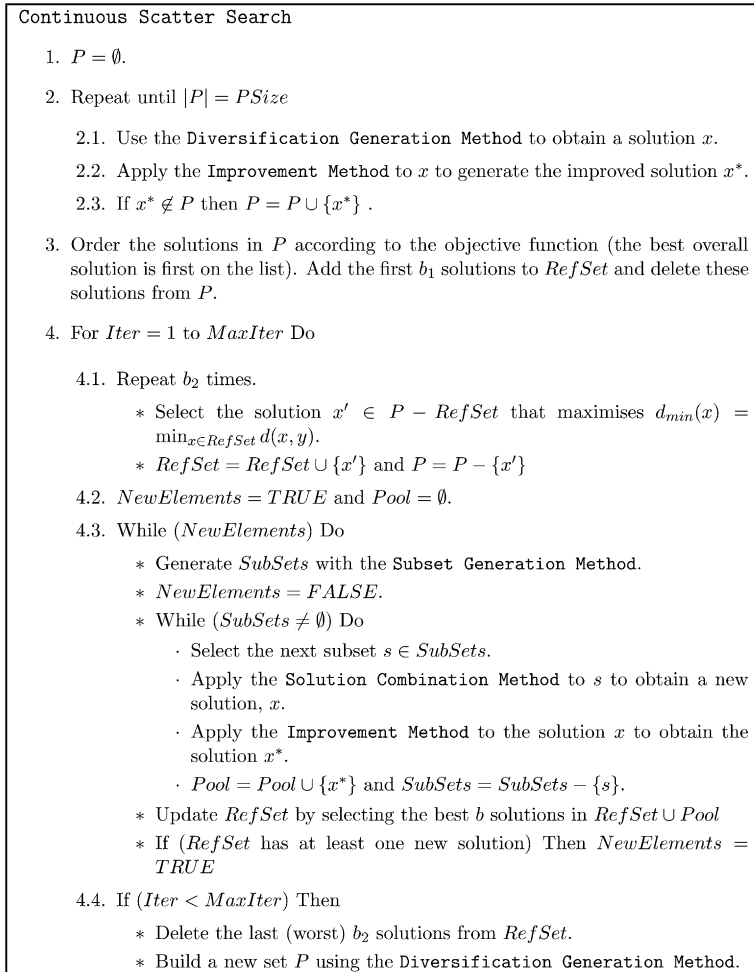 Continuous Scatter Search
1. P = ∅.
2. Repeat until |P| = PSize
2.1. Use the Diversification Generation Method to obtain a solution x.
2.2. Apply the Improvement Method to x to generate the improved solution x*.
2.3. If x* ∉ P then P = P ∪ {x*} .
3. Order the solutions in P according to the objective function (the best overall
solution is first on the list). Add the first b₁ solutions to RefSet and delete these
solutions from P.
4. For Iter = 1 to MaxIter Do
4.1. Repeat b₂ times.
∗ Select the solution x′ ∈ P − RefSet that maximises d_min(x) =
min_{x∈RefSet} d(x, y).
∗ RefSet = RefSet ∪ {x′} and P = P − {x′}
4.2. NewElements = TRUE and Pool = ∅.
4.3. While (NewElements) Do
∗ Generate SubSets with the Subset Generation Method.
∗ NewElements = FALSE.
∗ While (SubSets ≠ ∅) Do
· Select the next subset s ∈ SubSets.
· Apply the Solution Combination Method to s to obtain a new
solution, x.
· Apply the Improvement Method to the solution x to obtain the
solution x*.
· Pool = Pool ∪ {x*} and SubSets = SubSets − {s}.
∗ Update RefSet by selecting the best b solutions in RefSet ∪ Pool
∗ If (RefSet has at least one new solution) Then NewElements =
TRUE
4.4. If (Iter < MaxIter) Then
∗ Delete the last (worst) b₂ solutions from RefSet.
∗ Build a new set P using the Diversification Generation Method.